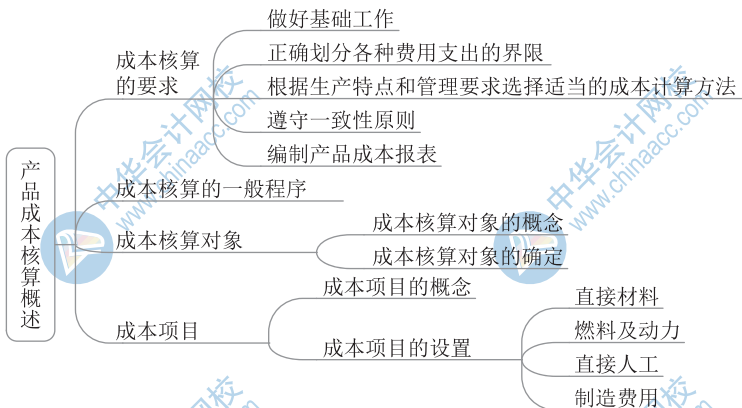 产品成本核算概述
成本核算
的要求
做好基础工作
正确划分各种费用支出的界限
根据生产特点和管理要求选择适当的成本计算方法
遵守一致性原则
编制产品成本报表
成本核算的一般程序
成本核算对象
成本核算对象的概念
成本核算对象的确定
成本项目
成本项目的概念
成本项目的设置
直接材料
燃料及动力
直接人工
制造费用
中华会计网校
www.chinaacc.com
中华会计网校
www.chinaacc.com